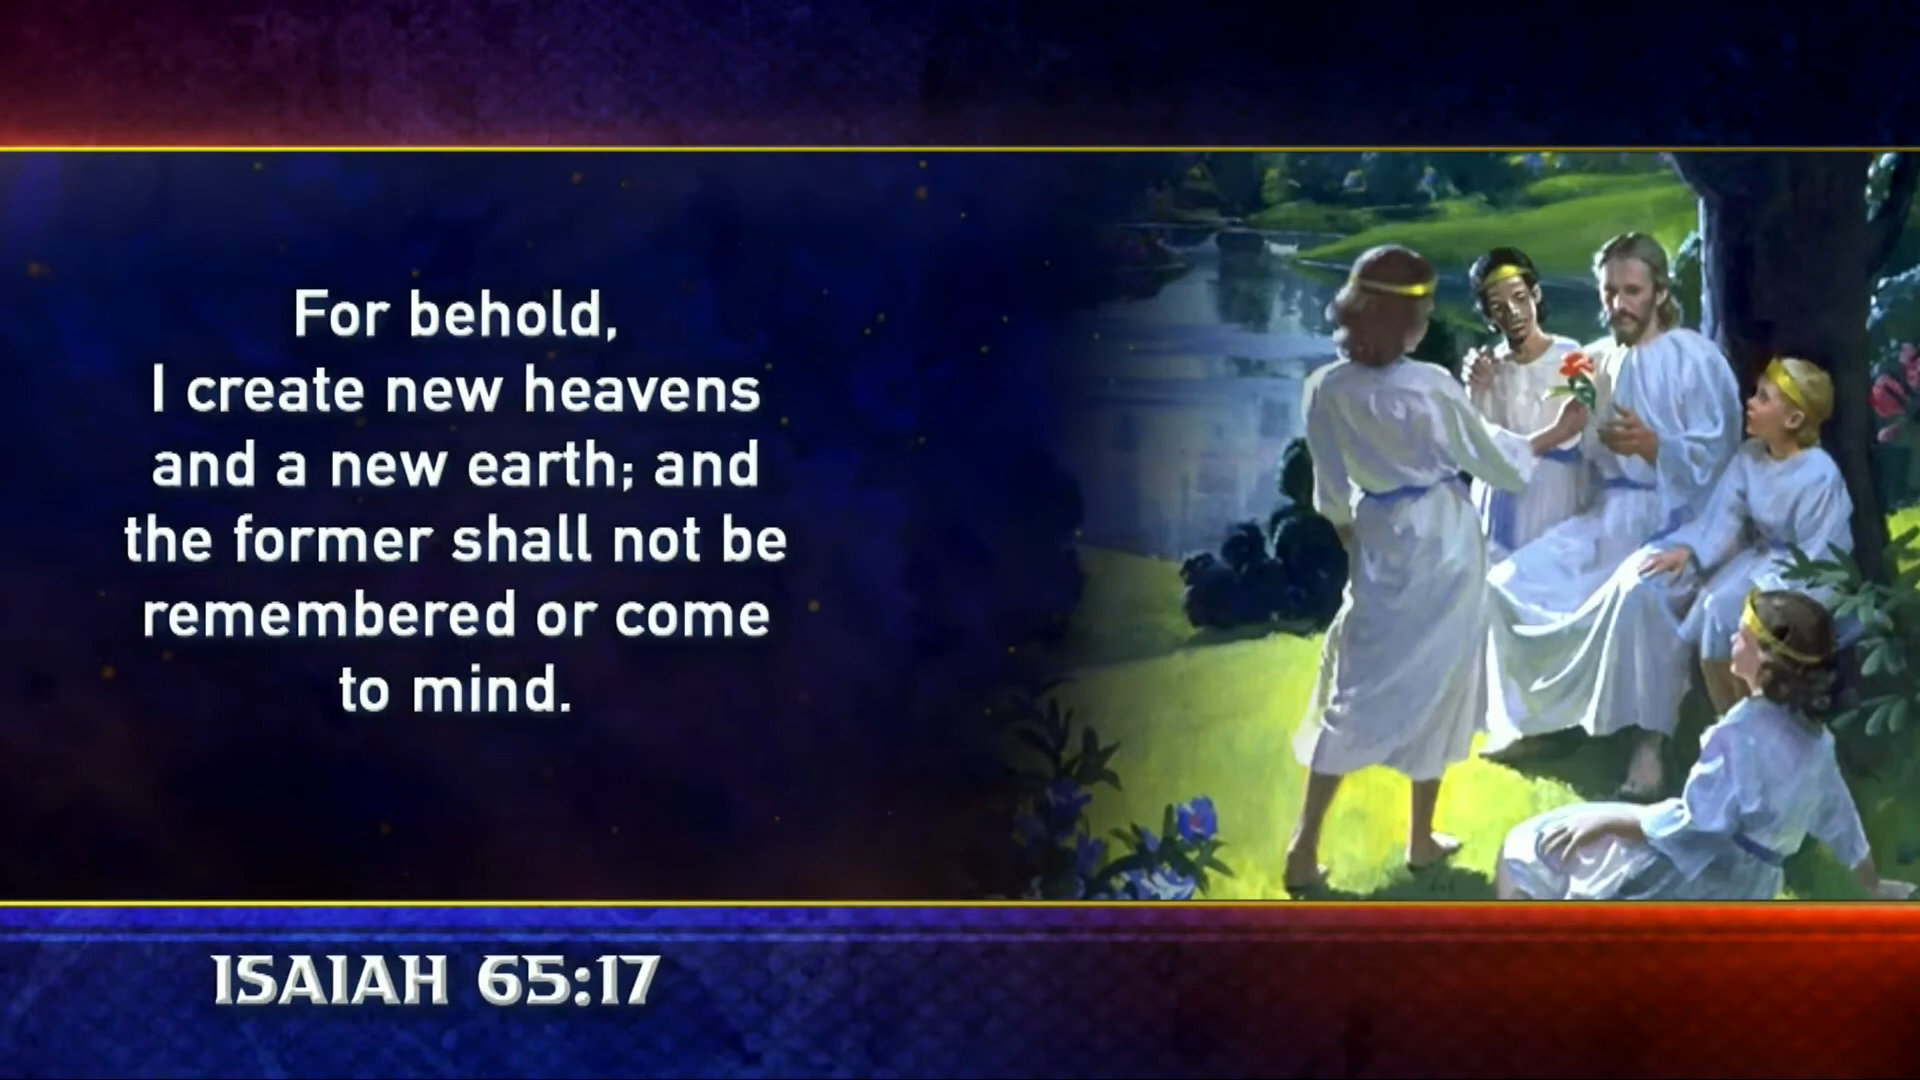 For behold,
I create new heavens
and a new earth; and
the former shall not be
remembered or come
to mind.
ISAIAH 65:17